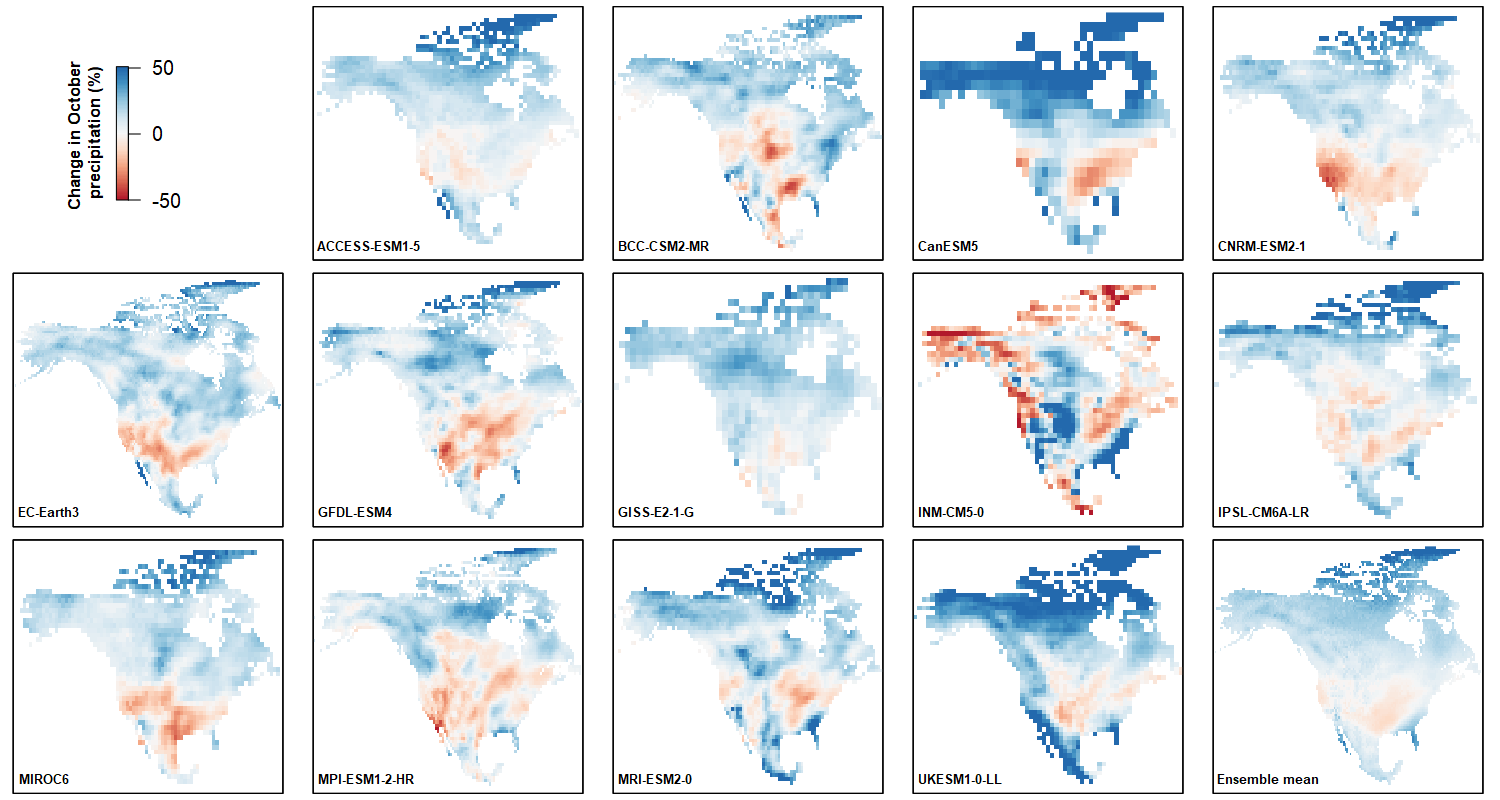 Change in October
precipitation (%)
50
0
-50
ACCESS-ESM1-5
BCC-CSM2-MR
CanESM5
CNRM-ESM2-1
EC-Earth3
GFDL-ESM4
GISS-E2-1-G
INM-CM5-0
IPSL-CM6A-LR
MIROC6
MPI-ESM1-2-HR
MRI-ESM2-0
UKESM1-0-LL
Ensemble mean